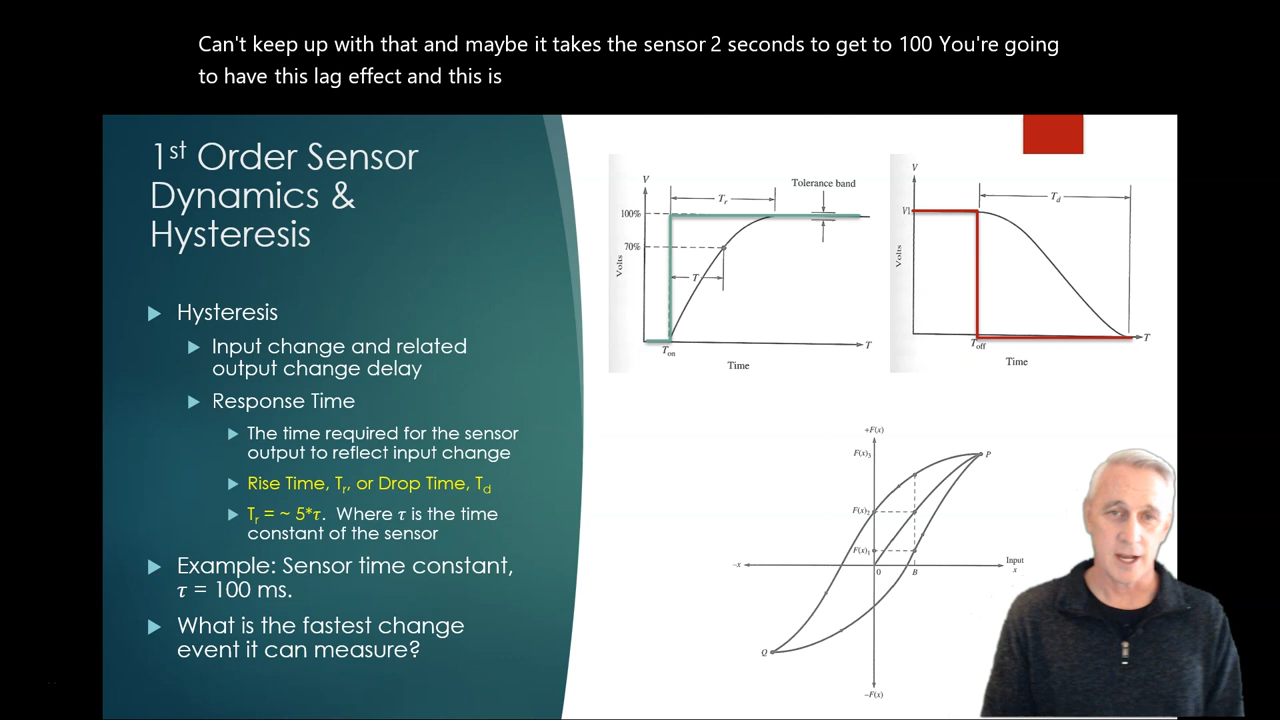 Can't keep up with that and maybe it takes the sensor 2 seconds to get to 100 You're going
to have this lag effect and this is
1st Order Sensor
Dynamics &
Hysteresis
Hysteresis
Input change and related
output change delay
Response Time
The time required for the sensor
output to reflect input change
Rise Time, Tr, or Drop Time, Td
Tr = ~ 5*τ. Where τ is the time
constant of the sensor
Example: Sensor time constant,
τ = 100 ms.
What is the fastest change
event it can measure?
V
Tr
Tolerance band
100%
70%
Volts
T
Ton
T
Time
V
Td
V1
Volts
Toff
T
Time
+F(x)
F(x)3
P
F(x)2
F(x)1
-x
0
B
Input
x
Q
-F(x)